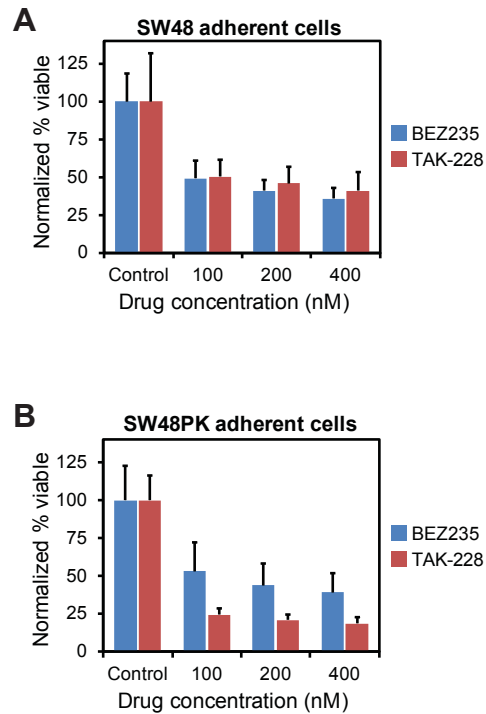 A
SW48 adherent cells
Normalized % viable
125
100
75
50
25
0
Control 100 200 400
Drug concentration (nM)
BEZ235
TAK-228
B
SW48PK adherent cells
Normalized % viable
125
100
75
50
25
0
Control 100 200 400
Drug concentration (nM)
BEZ235
TAK-228